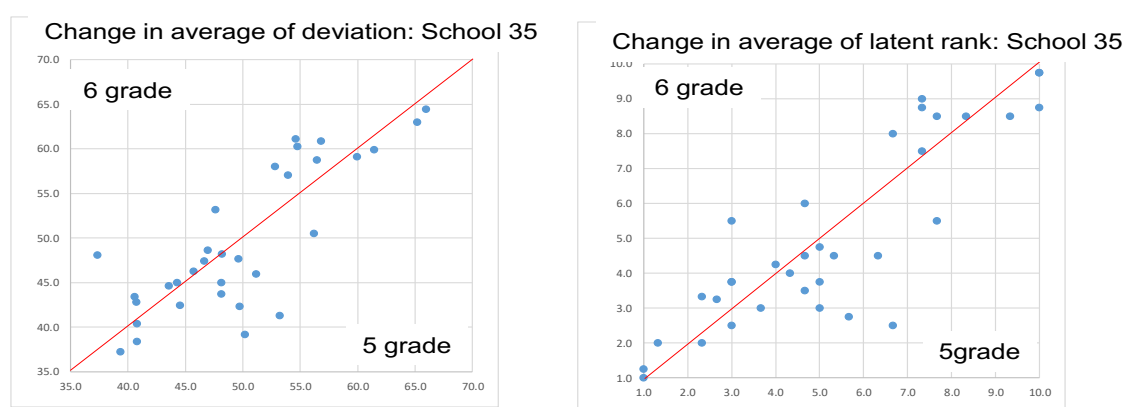 Change in average of deviation: School 35
70.0
6 grade
65.0
60.0
55.0
50.0
45.0
40.0
5 grade
35.0
35.0 40.0 45.0 50.0 55.0 60.0 65.0 70.0
Change in average of latent rank: School 35
10.0
6 grade
9.0
8.0
7.0
6.0
5.0
4.0
3.0
2.0
5grade
1.0
1.0 2.0 3.0 4.0 5.0 6.0 7.0 8.0 9.0 10.0